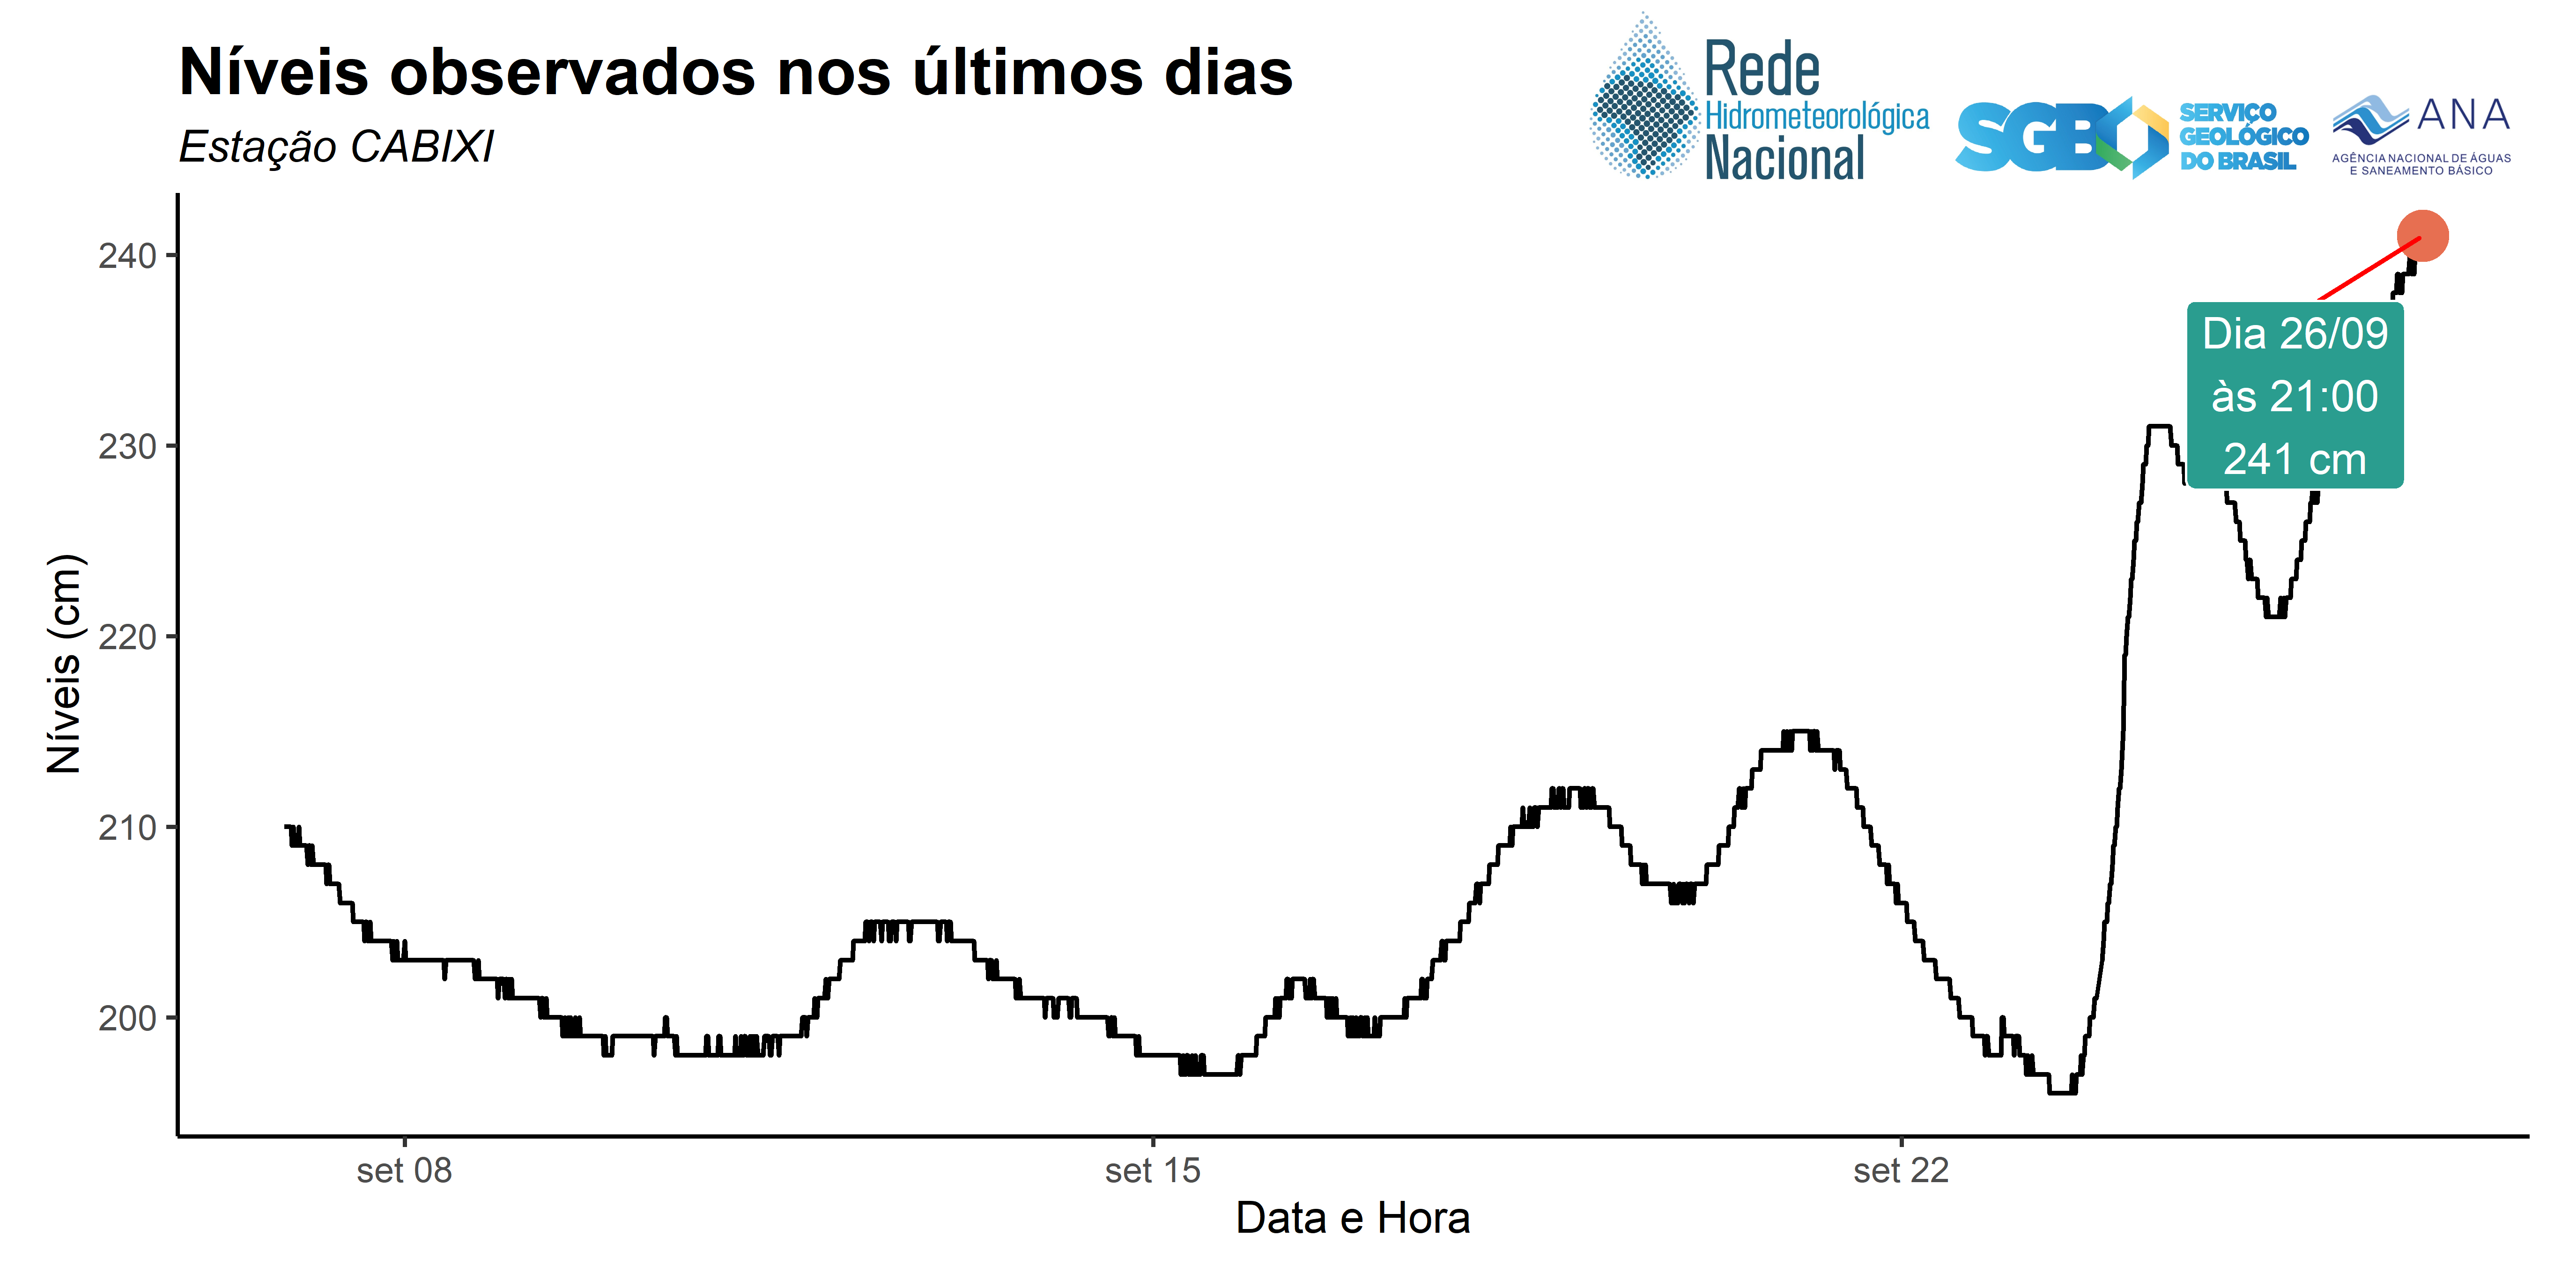 Níveis observados nos últimos dias
Estação CABIXI
Rede
Hidrometeorológica
Nacional
SGB
SERVIÇO
GEOLÓGICO
DO BRASIL
ANA
AGÊNCIA NACIONAL DE ÁGUAS
E SANEAMENTO BÁSICO
Níveis (cm)
240
230
220
210
200
Dia 26/09
às 21:00
241 cm
set 08
set 15
set 22
Data e Hora